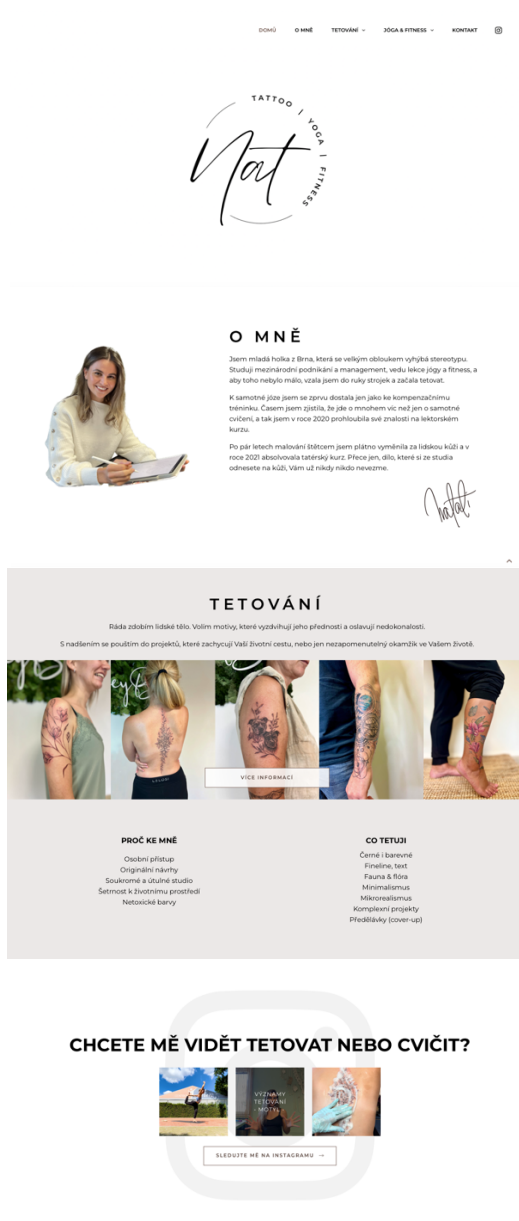 DOMŮ O MNĚ TETOVÁNÍ JÓGA & FITNESS KONTAKT
TATTOO | YOGA | FITNESS
Nat
O MNĚ
Jsem mladá holka z Brna, která se velkým obloukem vyhýbá stereotypu.
Studuji mezinárodní podnikání a management, vedu lekce jógy a fitness, a
aby toho nebylo málo, vzala jsem do ruky strojek a začala tetovat.
K samotné józe jsem se zprvu dostala jen jako ke kompenzačnímu
tréninku. Časem jsem zjistila, že jde o mnohem víc než jen o samotné
cvičení, a tak jsem v roce 2020 prohloubila své znalosti na lektorském
kurzu.
Po pár letech malování štětcem jsem plátno vyměnila za lidskou kůži a v
roce 2021 absolvovala tatérský kurz. Přece jen, dílo, které si ze studia
odnesete na kůži, Vám už nikdy nikdo nevezme.
TETOVÁNÍ
Ráda zdobím lidské tělo. Volím motivy, které vyzdvihují jeho přednosti a oslavují nedokonalosti.
S nadšením se pouštím do projektů, které zachycují Vaší životní cestu, nebo jen nezapomenutelný okamžik ve Vašem životě.
VÍCE INFORMACÍ
PROČ KE MNĚ
Osobní přístup
Originální návrhy
Soukromé a útulné studio
Šetrnost k životnímu prostředí
Netoxické barvy
CO TETUJI
Černé i barevné
Fineline, text
Fauna & flóra
Minimalismus
Mikrorealismus
Komplexní projekty
Předělávky (cover-up)
CHCETE MĚ VIDĚT TETOVAT NEBO CVIČIT?
VÝZNAMY
TETOVÁNÍ
- MOTÝL -
SLEDUJTE MĚ NA INSTAGRAMU →